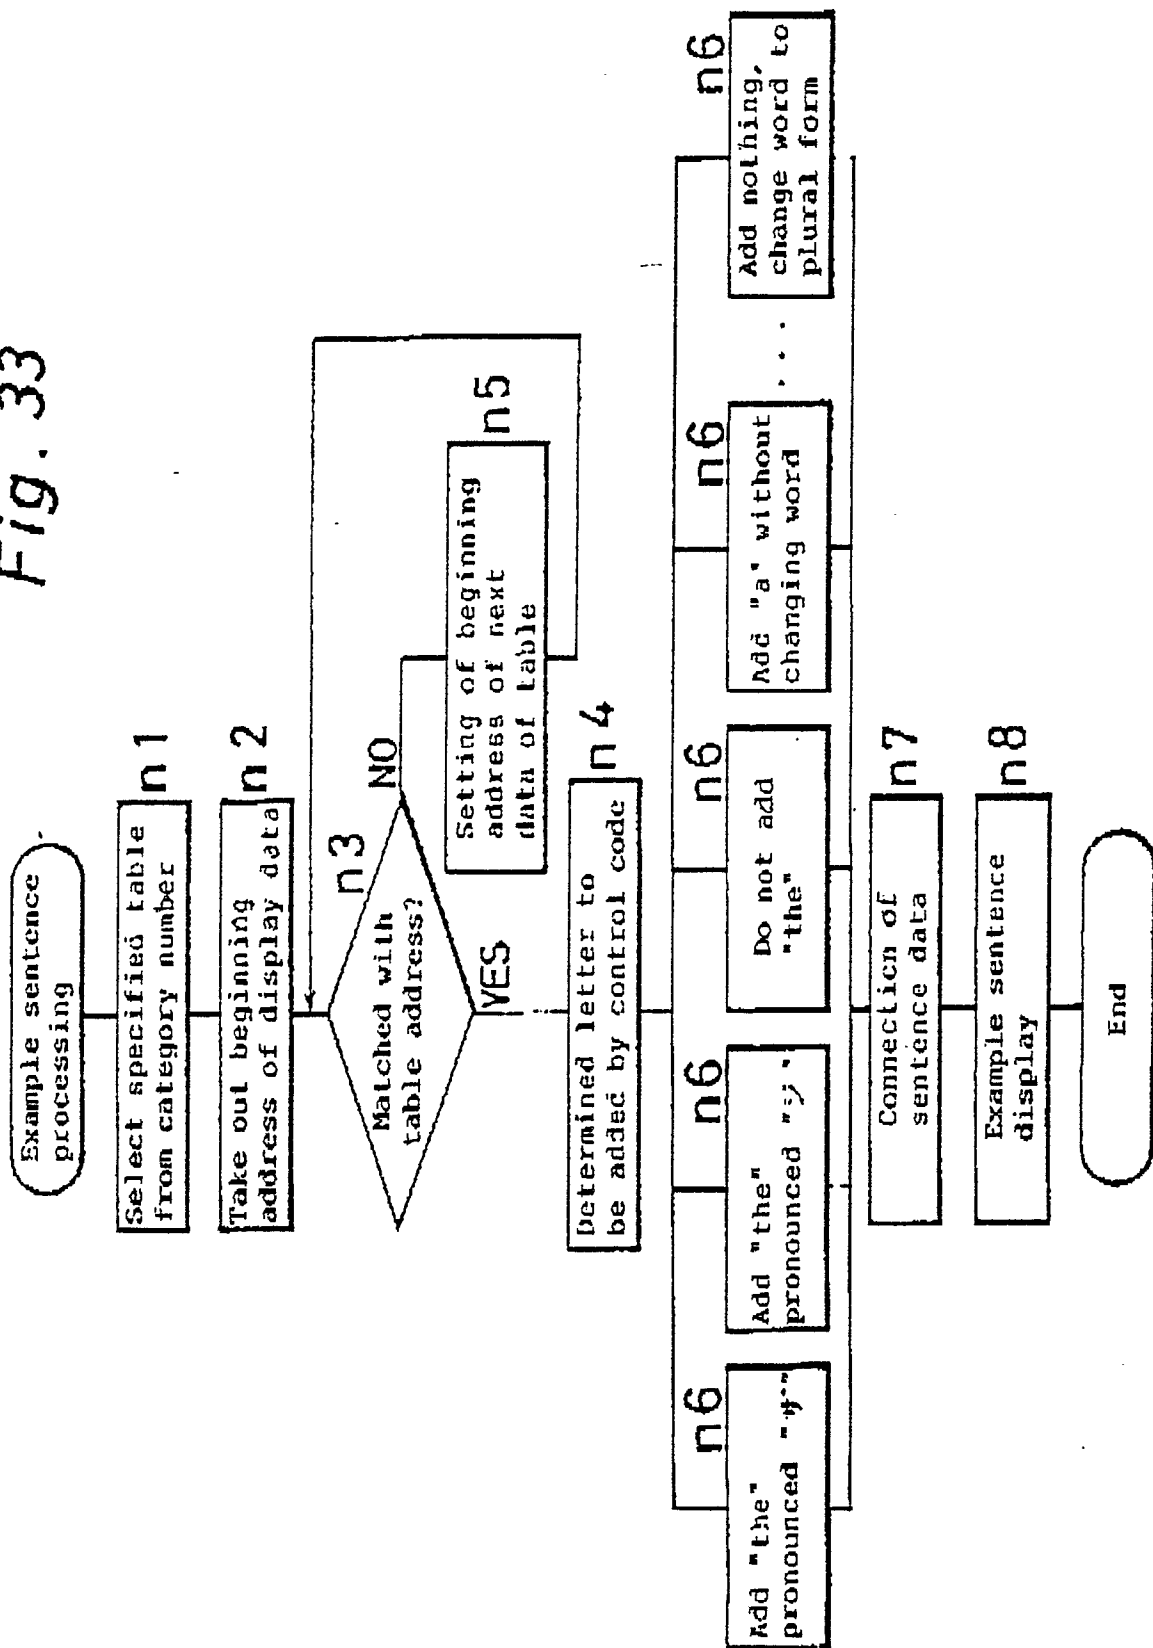 Fig. 33
Example sentence
processing
Select specified table
from category number
n1
Take out beginning
address of display data
n2
Matched with
table address?
n3
NO
YES
Setting of beginning
address of next
data of table
n5
Determined letter to
be added by control code
n4
Add "the"
pronounced "ザ"
n6
Add "the"
pronounced "ジ"
n6
Do not add
"the"
n6
Add "a" without
changing word
n6
...
Add nothing,
change word to
plural form
n6
Connection of
sentence data
n7
Example sentence
display
n8
End